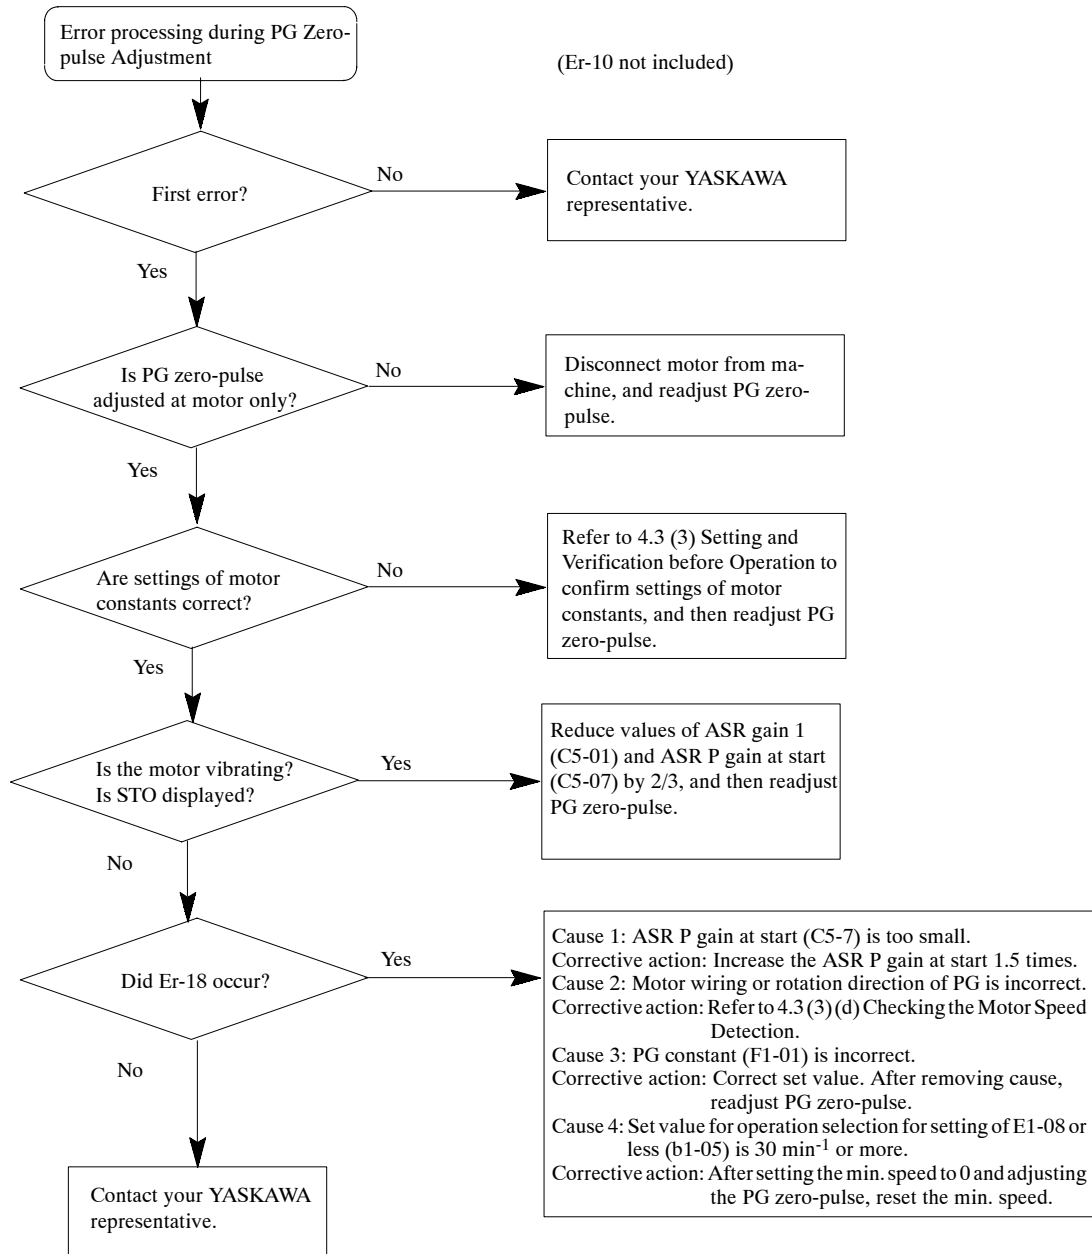 Error processing during PG Zero-
pulse Adjustment
(Er-10 not included)
First error?
No
Contact your YASKAWA
representative.
Yes
Is PG zero-pulse
adjusted at motor only?
No
Disconnect motor from ma-
chine, and readjust PG zero-
pulse.
Yes
Are settings of motor
constants correct?
No
Refer to 4.3 (3) Setting and
Verification before Operation to
confirm settings of motor
constants, and then readjust PG
zero-pulse.
Yes
Is the motor vibrating?
Is STO displayed?
Yes
Reduce values of ASR gain 1
(C5-01) and ASR P gain at start
(C5-07) by 2/3, and then readjust
PG zero-pulse.
No
Did Er-18 occur?
Yes
Cause 1: ASR P gain at start (C5-7) is too small.
Corrective action: Increase the ASR P gain at start 1.5 times.
Cause 2: Motor wiring or rotation direction of PG is incorrect.
Corrective action: Refer to 4.3 (3) (d) Checking the Motor Speed
Detection.
Cause 3: PG constant (F1-01) is incorrect.
Corrective action: Correct set value. After removing cause,
readjust PG zero-pulse.
Cause 4: Set value for operation selection for setting of E1-08 or
less (b1-05) is 30 min⁻¹ or more.
Corrective action: After setting the min. speed to 0 and adjusting
the PG zero-pulse, reset the min. speed.
No
Contact your YASKAWA
representative.